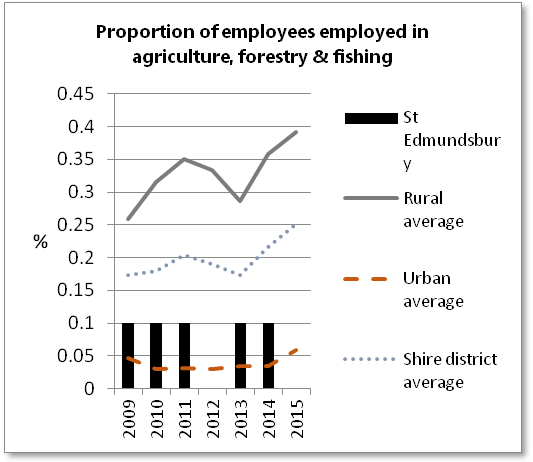 Proportion of employees employed in
agriculture, forestry & fishing
0.45
0.4
0.35
0.3
0.25
0.2
0.15
0.1
0.05
0
%
2009
2010
2011
2012
2013
2014
2015
St
Edmundsbur
y
Rural
average
Urban
average
Shire district
average